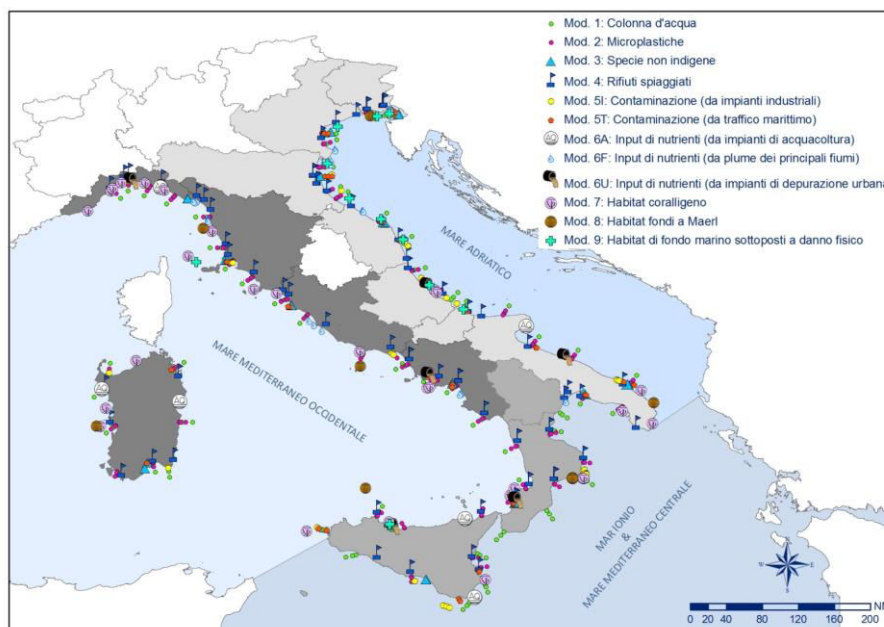 Mod. 1: Colonna d'acqua
Mod. 2: Microplastiche
Mod. 3: Specie non indigene
Mod. 4: Rifiuti spiaggiati
Mod. 5I: Contaminazione (da impianti industriali)
Mod. 5T: Contaminazione (da traffico marittimo)
Mod. 6A: Input di nutrienti (da impianti di acquacoltura)
Mod. 6F: Input di nutrienti (da plume dei principali fiumi)
Mod. 6U: Input di nutrienti (da impianti di depurazione urbana
Mod. 7: Habitat coralligeno
Mod. 8: Habitat fondi a Maerl
Mod. 9: Habitat di fondo marino sottoposti a danno fisico
MARE ADRIATICO
MARE MEDITERRANEO OCCIDENTALE
MAR IONIO
&
MARE MEDITERRANEO CENTRALE
N
W
E
S
NM
0 20 40 80 120 160 200